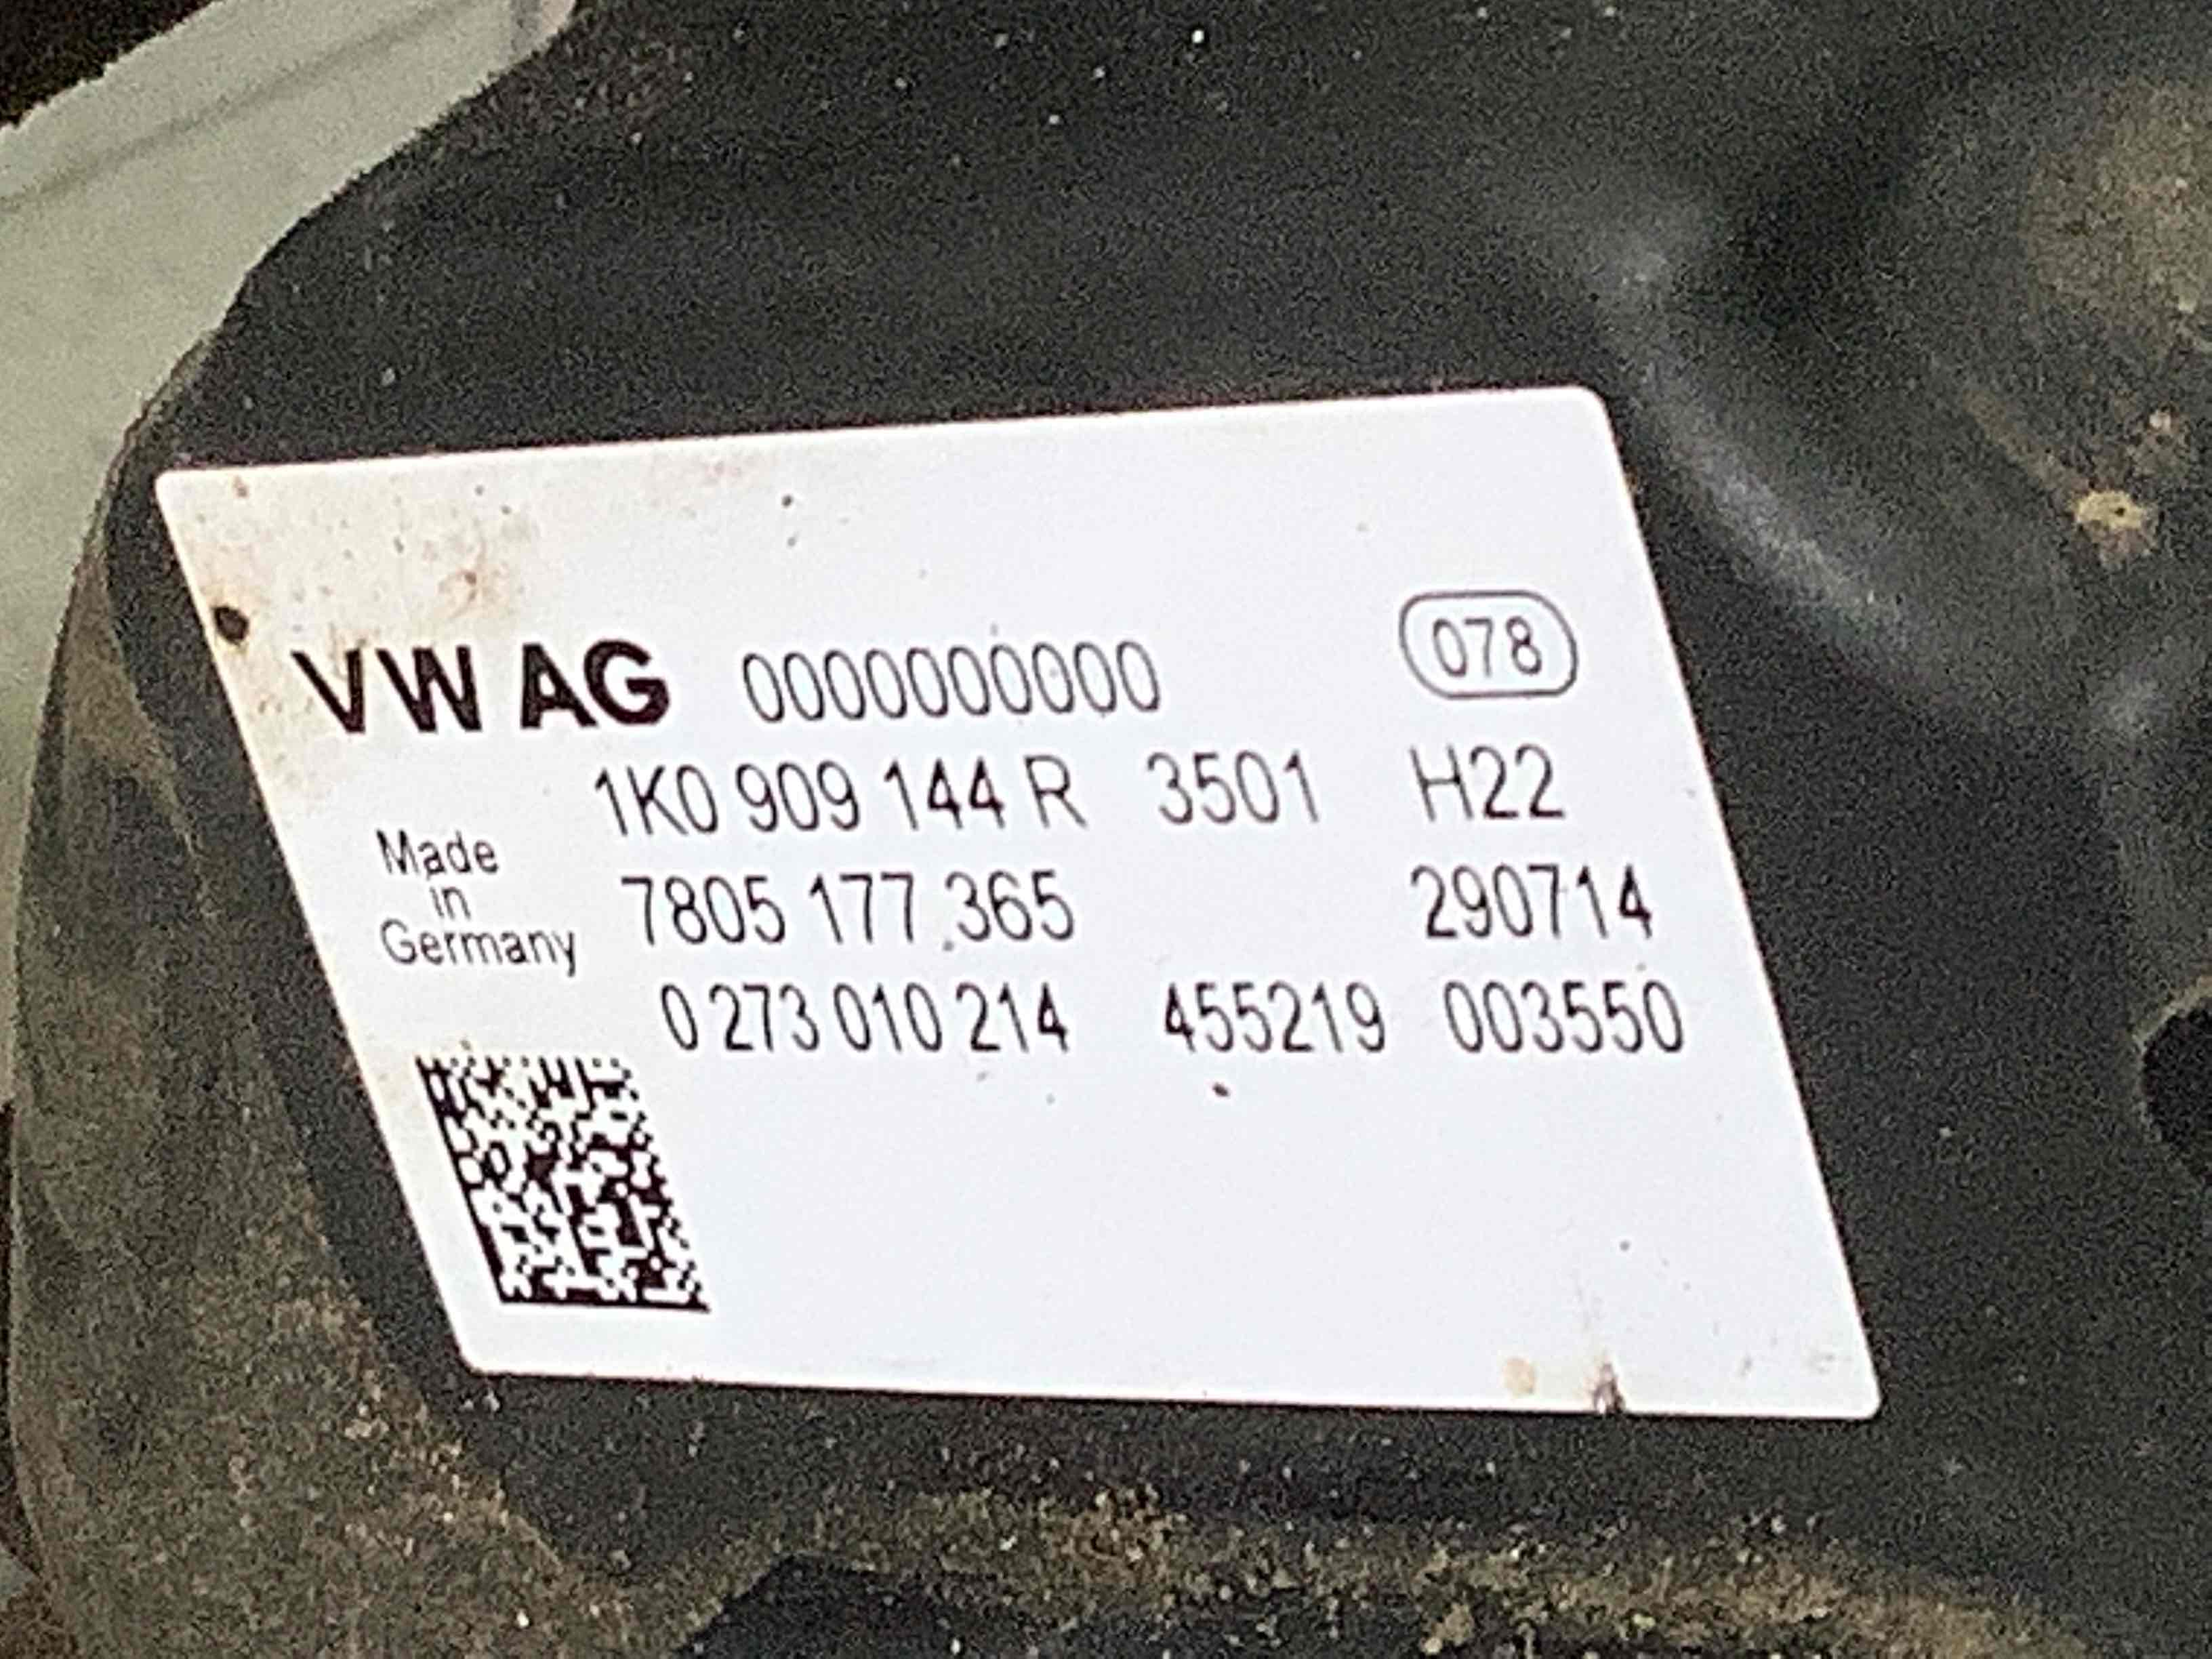 VW AG 0000000000 078
1K0 909 144 R 3501 H22
Made
in
Germany
7805 177 365 290714
0 273 010 214 455219 003550